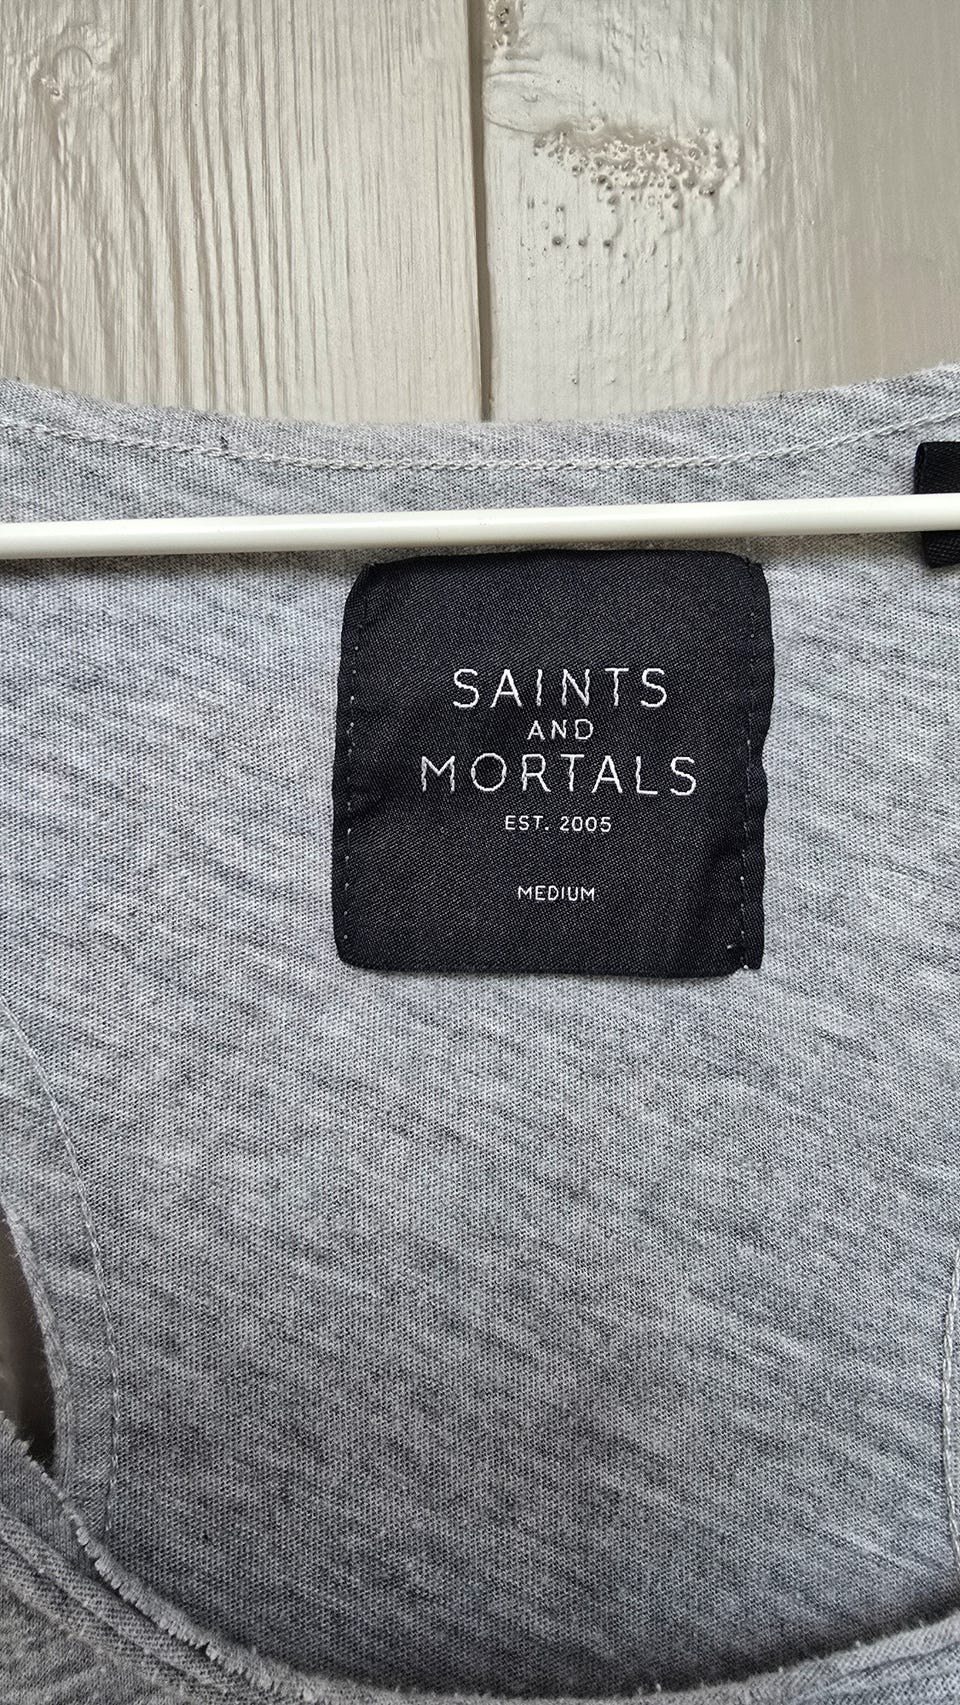 SAINTS
AND
MORTALS
EST. 2005
MEDIUM